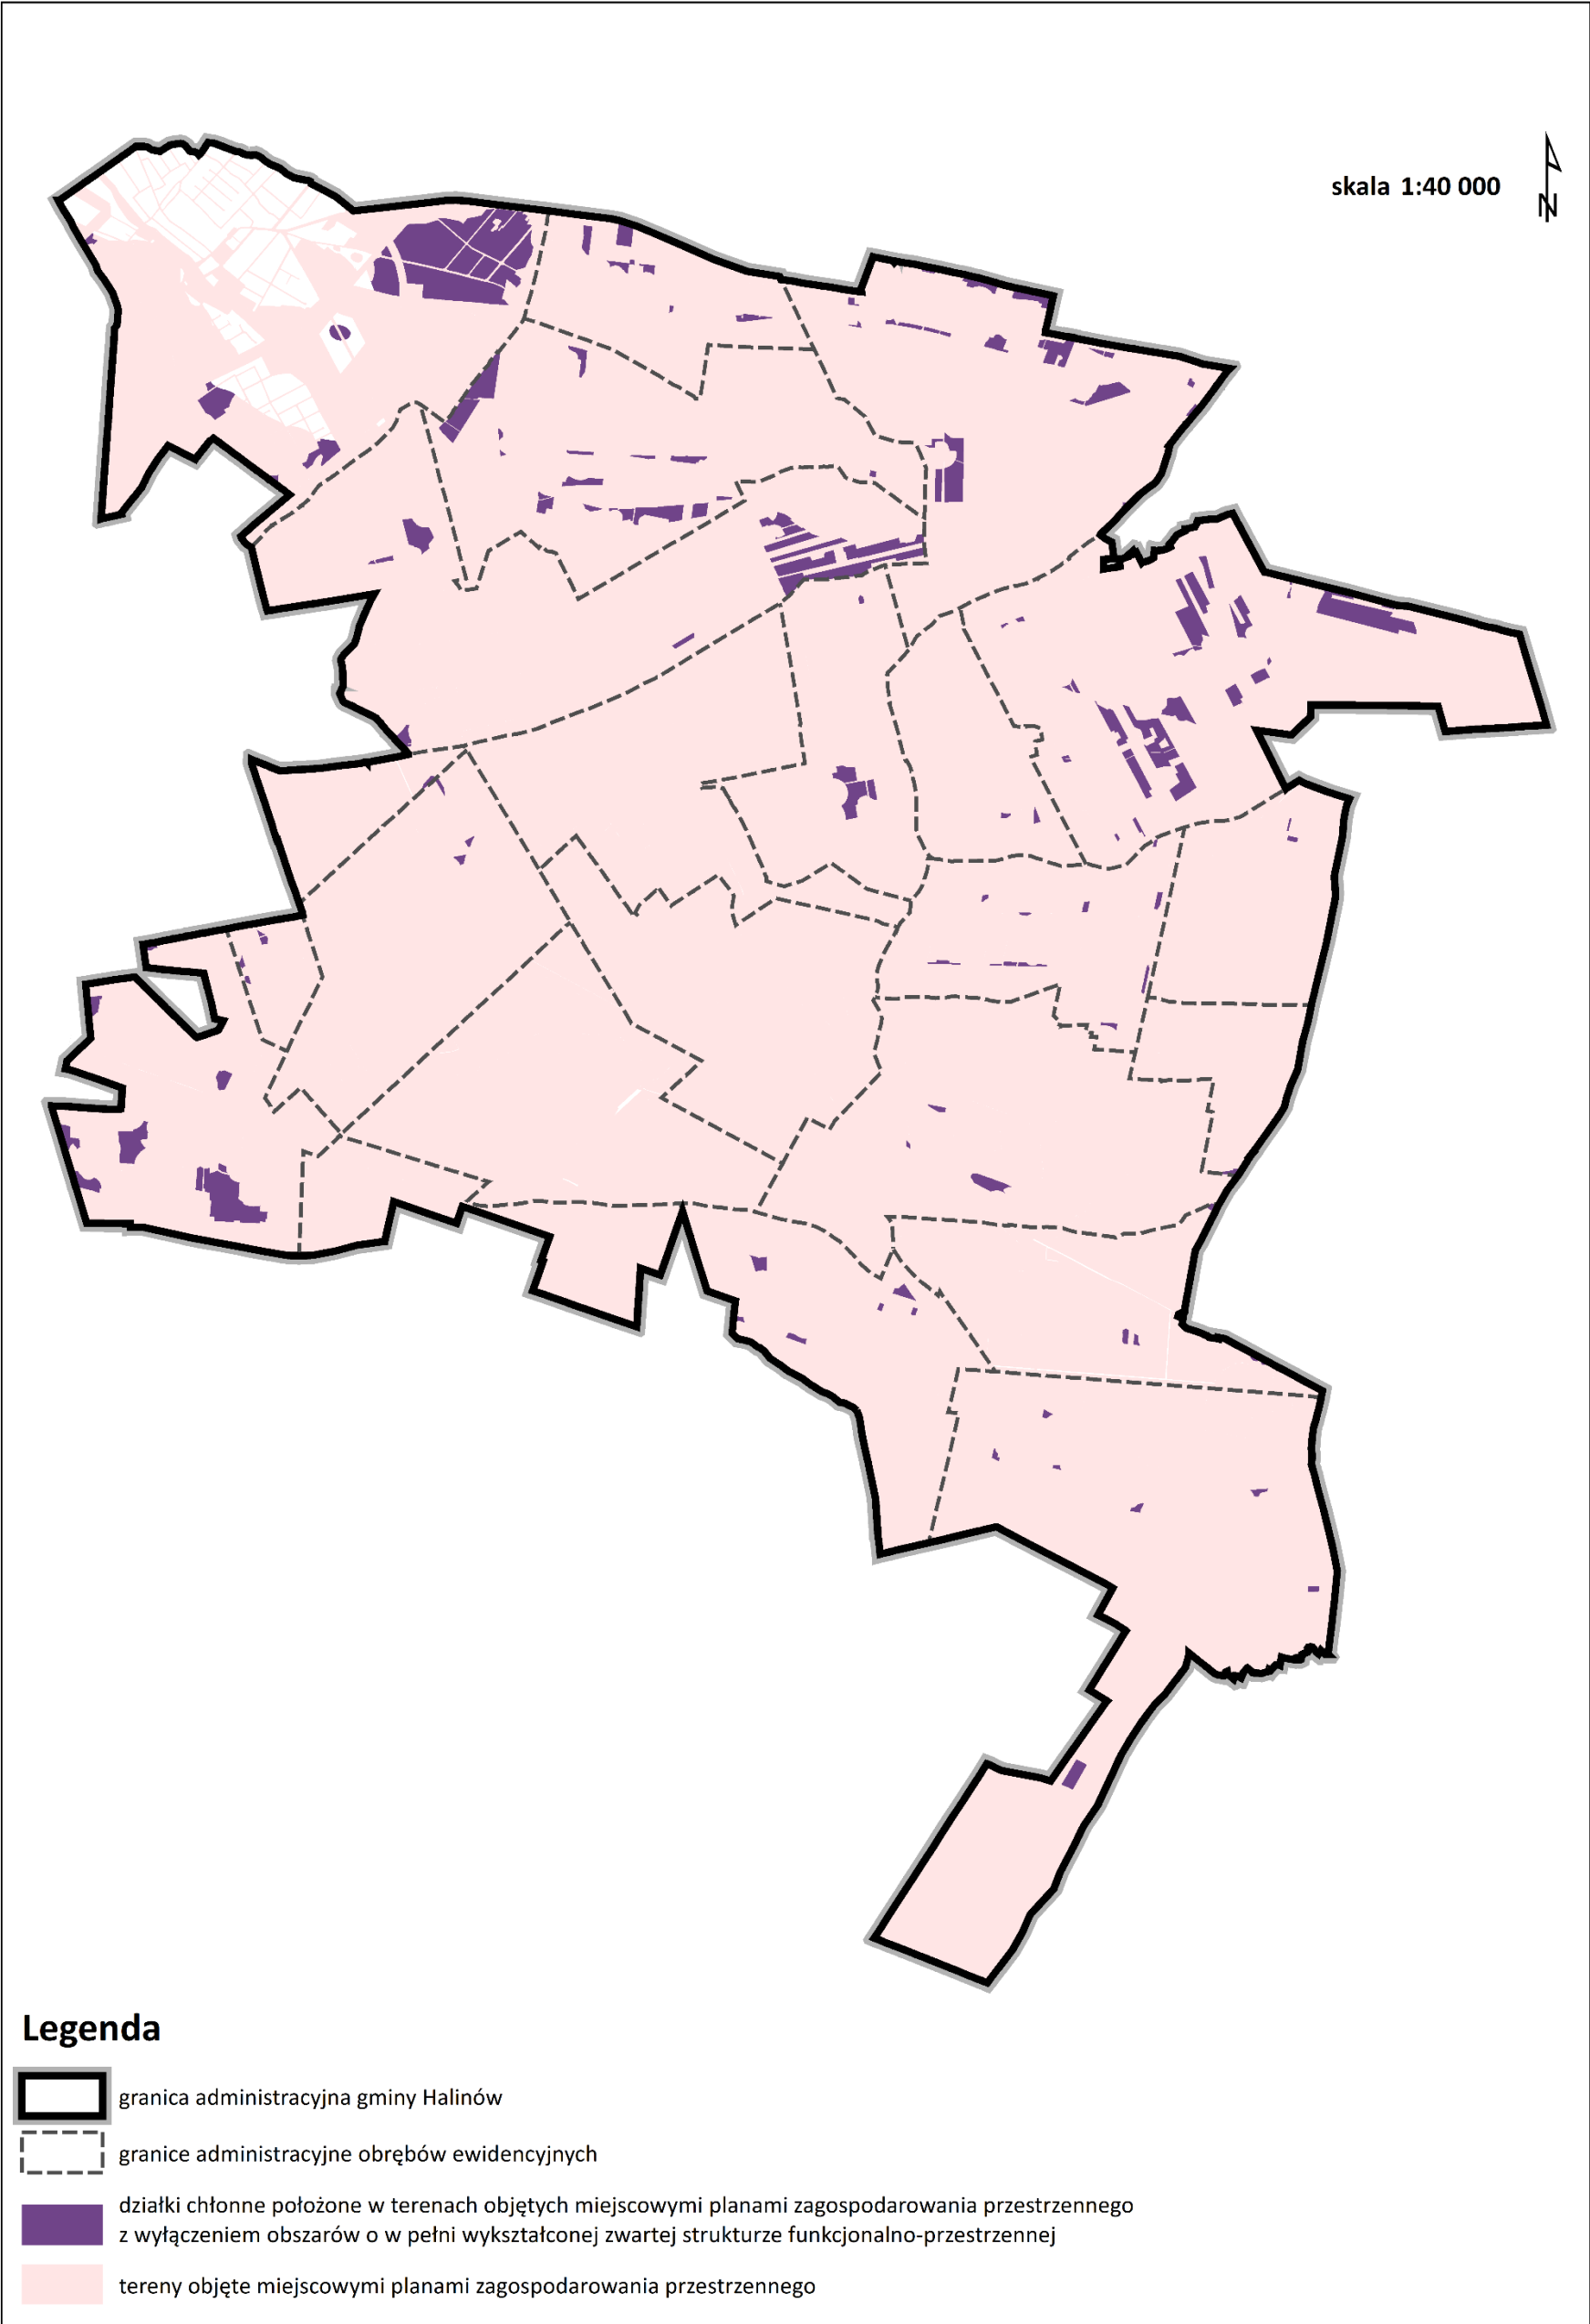 skala 1:40 000
N
Legenda
granica administracyjna gminy Halinów
granice administracyjne obrębów ewidencyjnych
działki chłonne położone w terenach objętych miejscowymi planami zagospodarowania przestrzennego
z wyłączeniem obszarów o w pełni wykształconej zwartej strukturze funkcjonalno-przestrzennej
tereny objęte miejscowymi planami zagospodarowania przestrzennego